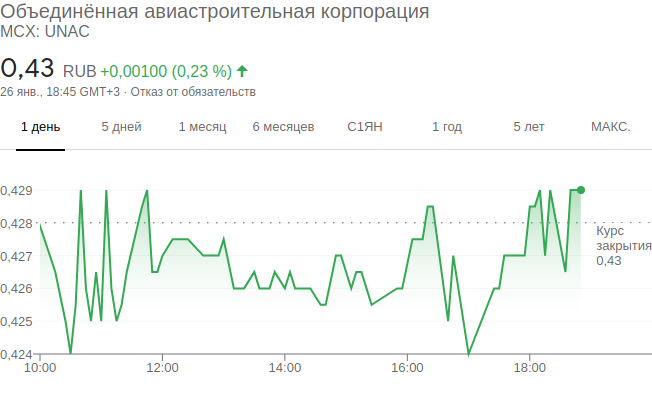 Объединённая авиастроительная корпорация
MCX: UNAC
0,43 RUB +0,00100 (0,23 %)
26 янв., 18:45 GMT+3 · Отказ от обязательств
1 день 5 дней 1 месяц 6 месяцев С1ЯН 1 год 5 лет МАКС.
0,429
0,428
Курс
закрытия
0,43
0,427
0,426
0,425
0,424
10:00 12:00 14:00 16:00 18:00